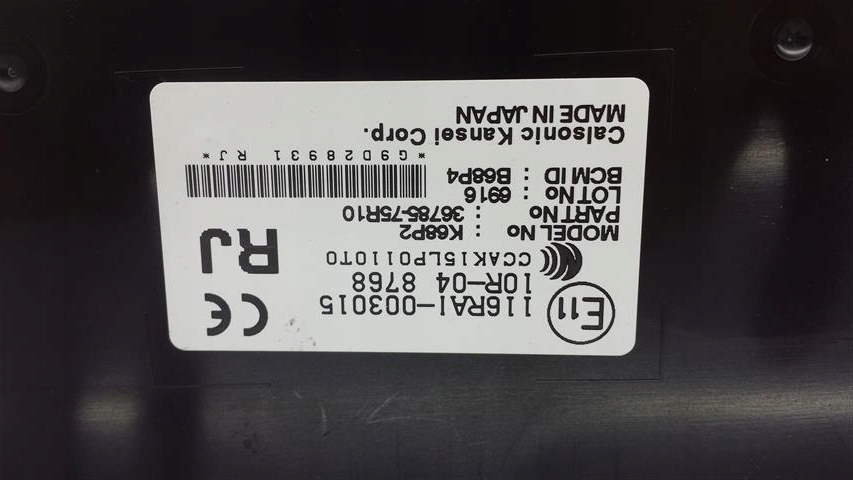 E11
116RA1-003015
10R-04 8768
CE
CCAK15LP0110T0
RJ
MODEL No : K68P2
PART No : 36785-75R10
LOT No : 6916
BCM ID : B68P4
*G9D28931 RJ*
Calsonic Kansei Corp.
MADE IN JAPAN